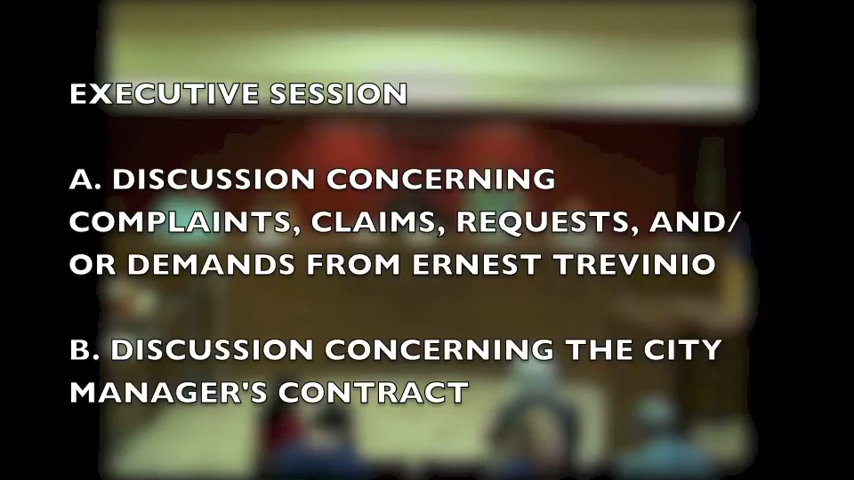 EXECUTIVE SESSION
A. DISCUSSION CONCERNING
COMPLAINTS, CLAIMS, REQUESTS, AND/
OR DEMANDS FROM ERNEST TREVINIO
B. DISCUSSION CONCERNING THE CITY
MANAGER'S CONTRACT